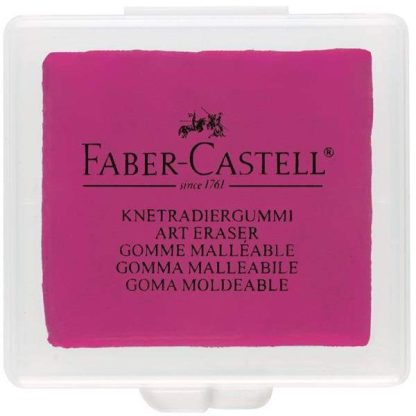 FABER-CASTELL®
since 1761
KNETRADIERGUMMI
ART ERASER
GOMME MALLÉABLE
GOMMA MALLEABILE
GOMA MOLDEABLE